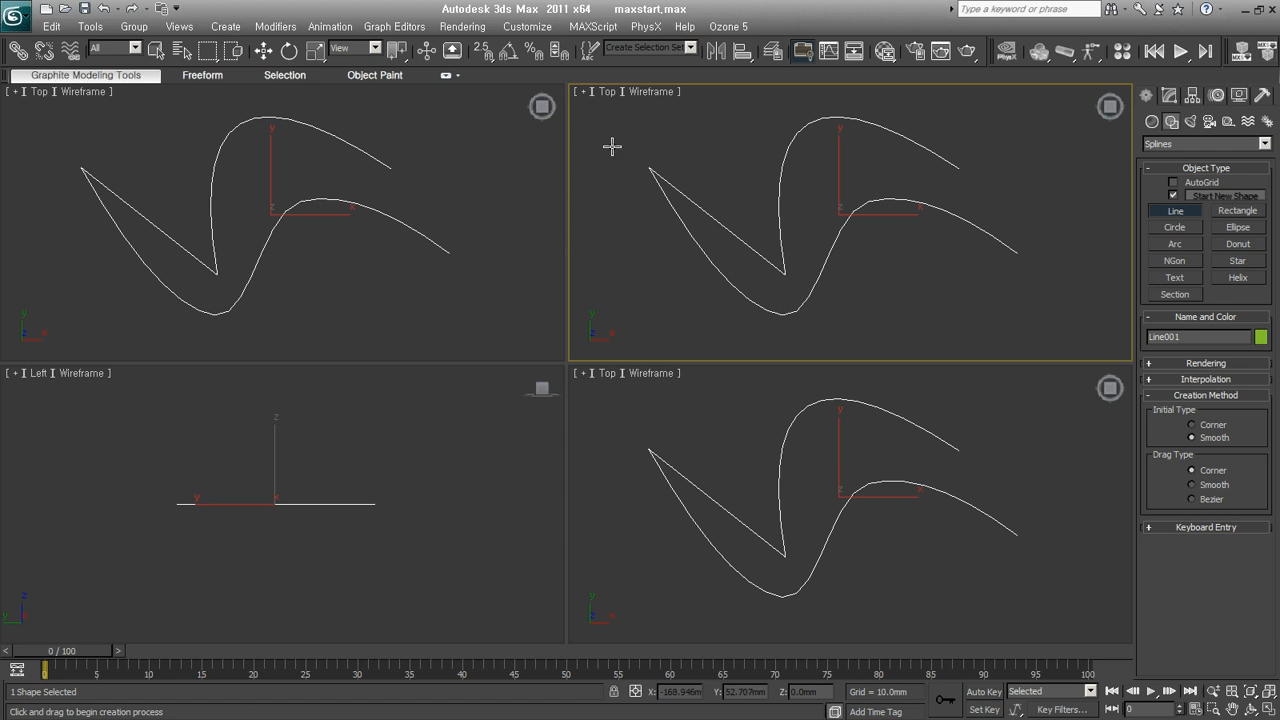 Autodesk 3ds Max 2011 x64 maxstart.max
Type a keyword or phrase
Edit Tools Group Views Create Modifiers Animation Graph Editors Rendering Customize MAXScript PhysX Help Ozone 5
All View 2.5 Create Selection Set
Graphite Modeling Tools Freeform Selection Object Paint
[ + ] Top ] Wireframe ]
[ + ] Top ] Wireframe ]
y
z
x
y
z
x
y
z
x
y
z
x
[ + ] Left ] Wireframe ]
[ + ] Top ] Wireframe ]
z
y
x
y
z
x
z
y
y
z
x
Splines
Object Type
AutoGrid
Start New Shape
Line Rectangle
Circle Ellipse
Arc Donut
NGon Star
Text Helix
Section
Name and Color
Line001
Rendering
Interpolation
Creation Method
Initial Type
Corner
Smooth
Drag Type
Corner
Smooth
Bezier
Keyboard Entry
0 / 100
0 5 10 15 20 25 30 35 40 45 50 55 60 65 70 75 80 85 90 95 100
1 Shape Selected X: -168.946m Y: 52.707mm Z: 0.0mm Grid = 10.0mm Auto Key Selected
Click and drag to begin creation process Add Time Tag Set Key Key Filters... 0